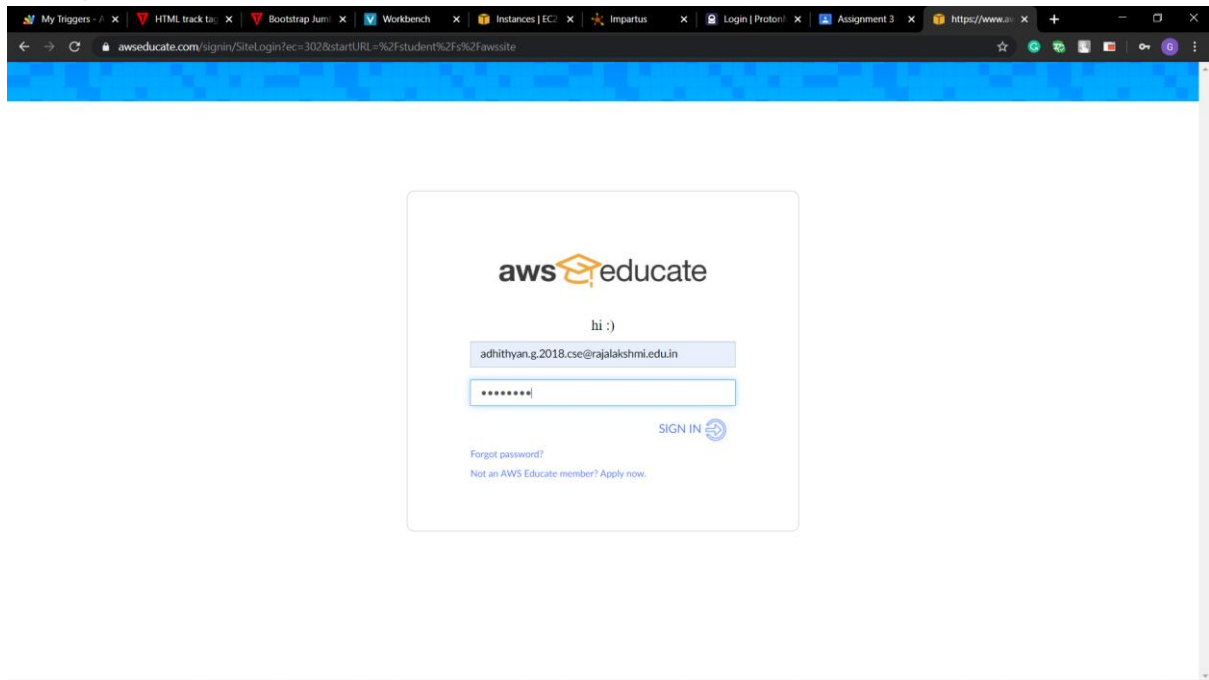 My Triggers - A
HTML track tag
Bootstrap Jum
Workbench
Instances | EC2
Impartus
Login | Proton
Assignment 3
https://www.aw
awseducate.com/signin/SiteLogin?ec=302&startURL=%2Fstudent%2Fs%2Fawssite
G
aws educate
hi :)
adhithyan.g.2018.cse@rajalakshmi.edu.in
••••••••
SIGN IN
Forgot password?
Not an AWS Educate member? Apply now.